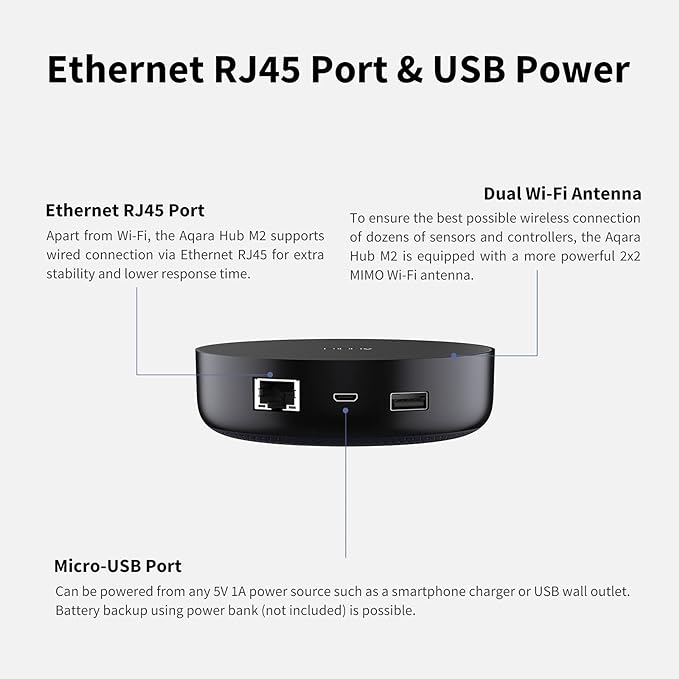 Ethernet RJ45 Port & USB Power
Ethernet RJ45 Port
Apart from Wi-Fi, the Aqara Hub M2 supports
wired connection via Ethernet RJ45 for extra
stability and lower response time.
Dual Wi-Fi Antenna
To ensure the best possible wireless connection
of dozens of sensors and controllers, the Aqara
Hub M2 is equipped with a more powerful 2x2
MIMO Wi-Fi antenna.
Micro-USB Port
Can be powered from any 5V 1A power source such as a smartphone charger or USB wall outlet.
Battery backup using power bank (not included) is possible.